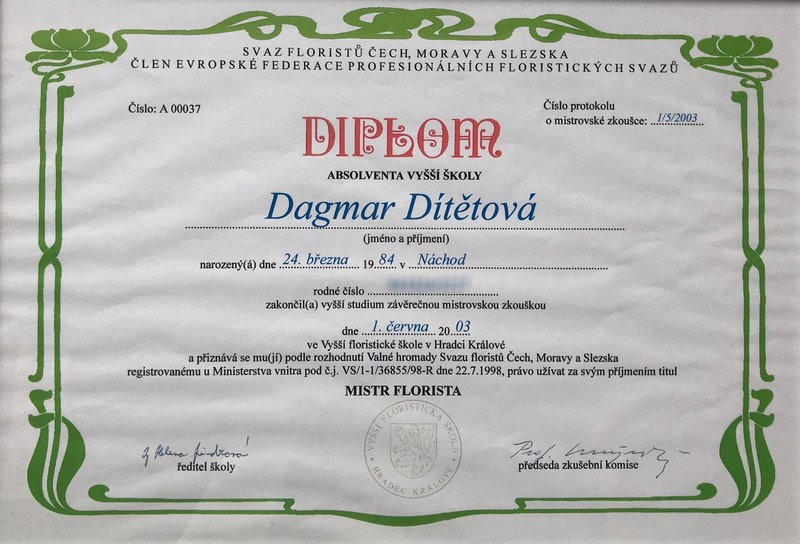 SVAZ FLORISTŮ ČECH, MORAVY A SLEZSKA
ČLEN EVROPSKÉ FEDERACE PROFESIONÁLNÍCH FLORISTICKÝCH SVAZŮ
Číslo: A 00037
Číslo protokolu
o mistrovské zkoušce: 1/5/2003
DIPLOM
ABSOLVENTA VYŠŠÍ ŠKOLY
Dagmar Dítětová
(jméno a příjmení)
narozený(á) dne 24. března 19 84 v Náchod
rodné číslo
zakončil(a) vyšší studium závěrečnou mistrovskou zkouškou
dne 1. června 20 03
ve Vyšší floristické škole v Hradci Králové
a přiznává se mu(jí) podle rozhodnutí Valné hromady Svazu floristů Čech, Moravy a Slezska
registrovanému u Ministerstva vnitra pod č.j. VS/1-1/36855/98-R dne 22.7.1998, právo užívat za svým příjmením titul
MISTR FLORISTA
VYŠŠÍ FLORISTICKÁ ŠKOLA
HRADEC KRÁLOVÉ
ředitel školy
předseda zkušební komise